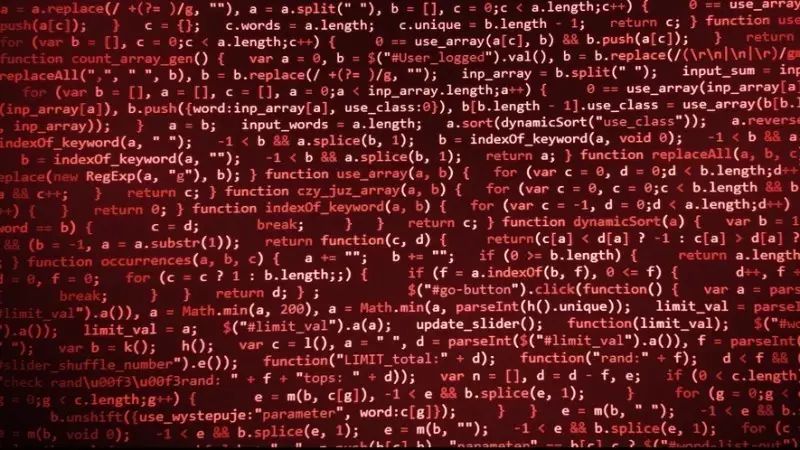 a = a.replace(/ +(?= )/g, ""), a = a.split(" "), b = [], c = 0;c < a.length;c++) { 0 == use_array
push(a[c]); } c = {}; c.words = a.length; c.unique = b.length - 1; return c; } function use
for (var b = [], c = 0;c < a.length;c++) { 0 == use_array(a[c], b) && b.push(a[c]); } return
function count_array_gen() { var a = 0, b = $("#User_logged").val(), b = b.replace(/(\r\n|\n|\r)/gm
replaceAll(",", " ", b), b = b.replace(/ +(?= )/g, ""); inp_array = b.split(" "); input_sum = inp
for (var b = [], a = [], c = [], a = 0;a < inp_array.length;a++) { 0 == use_array(inp_array[a],
(inp_array[a]), b.push({word:inp_array[a], use_class:0}), b[b.length - 1].use_class = use_array(b[b.l
, inp_array)); } a = b; input_words = a.length; a.sort(dynamicSort("use_class")); a.reverse
indexOf_keyword(a, " "); -1 < b && a.splice(b, 1); b = indexOf_keyword(a, void 0); -1 < b && a
b = indexOf_keyword(a, ""); -1 < b && a.splice(b, 1); return a; } function replaceAll(a, b, c)
eplace(new RegExp(a, "g"), b); } function use_array(a, b) { for (var c = 0, d = 0;d < b.length;d++
a && c++; } return c; } function czy_juz_array(a, b) { for (var c = 0, c = 0;c < b.length && b
++) { } return 0; } function indexOf_keyword(a, b) { for (var c = -1, d = 0;d < a.length;d++)
word == b) { c = d; break; } } return c; } function dynamicSort(a) { var b = 1
&& (b = -1, a = a.substr(1)); return function(c, d) { return(c[a] < d[a] ? -1 : c[a] > d[a] ?
} function occurrences(a, b, c) { a += ""; b += ""; if (0 >= b.length) { return a.length
d = 0, f = 0; for (c = c ? 1 : b.length;;) { if (f = a.indexOf(b, f), 0 <= f) { d++, f +
break; } } return d; } ; $("#go-button").click(function() { var a = pars
limit_val").a()), a = Math.min(a, 200), a = Math.min(a, parseInt(h().unique)); limit_val = parse
_val").a()); limit_val = a; $("#limit_val").a(a); update_slider(); function(limit_val); $("#w
"); var b = k(); h(); var c = l(), a = " ", d = parseInt($("#limit_val").a()), f = parseInt
slider_shuffle_number").e()); function("LIMIT_total:" + d); function("rand:" + f); d < f &&
"check rand\u00f3\u00f3rand: " + f + "tops: " + d)); var n = [], d = d - f, e; if (0 < c.length)
g = 0;g < c.length;g++) { e = m(b, c[g]), -1 < e && b.splice(e, 1); } for (g = 0;g <
b.unshift({use_wystepuje:"parameter", word:c[g]}); } } e = m(b, " "); -1 < e && b
e = m(b, void 0); -1 < e && b.splice(e, 1); e = m(b, ""); -1 < e && b.splice(e, 1); for (c